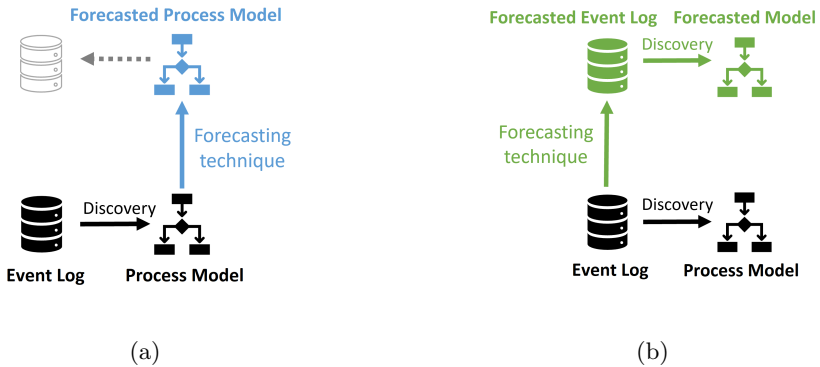 Forecasted Process Model
Forecasting
technique
Discovery
Event Log
Process Model
(a)
Forecasted Event Log
Forecasted Model
Discovery
Forecasting
technique
Discovery
Event Log
Process Model
(b)